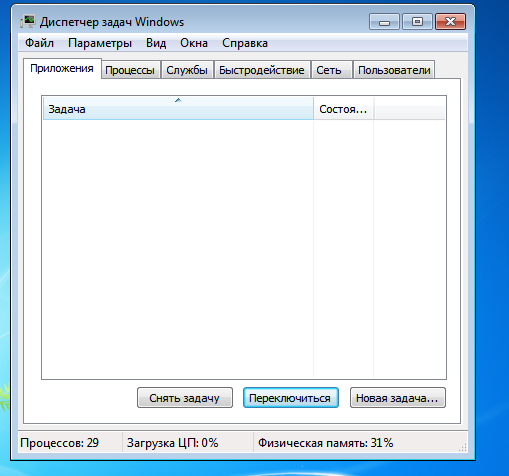 Диспетчер задач Windows
Файл Параметры Вид Окна Справка
Приложения Процессы Службы Быстродействие Сеть Пользователи
Задача Состоя...
Снять задачу Переключиться Новая задача...
Процессов: 29 Загрузка ЦП: 0% Физическая память: 31%